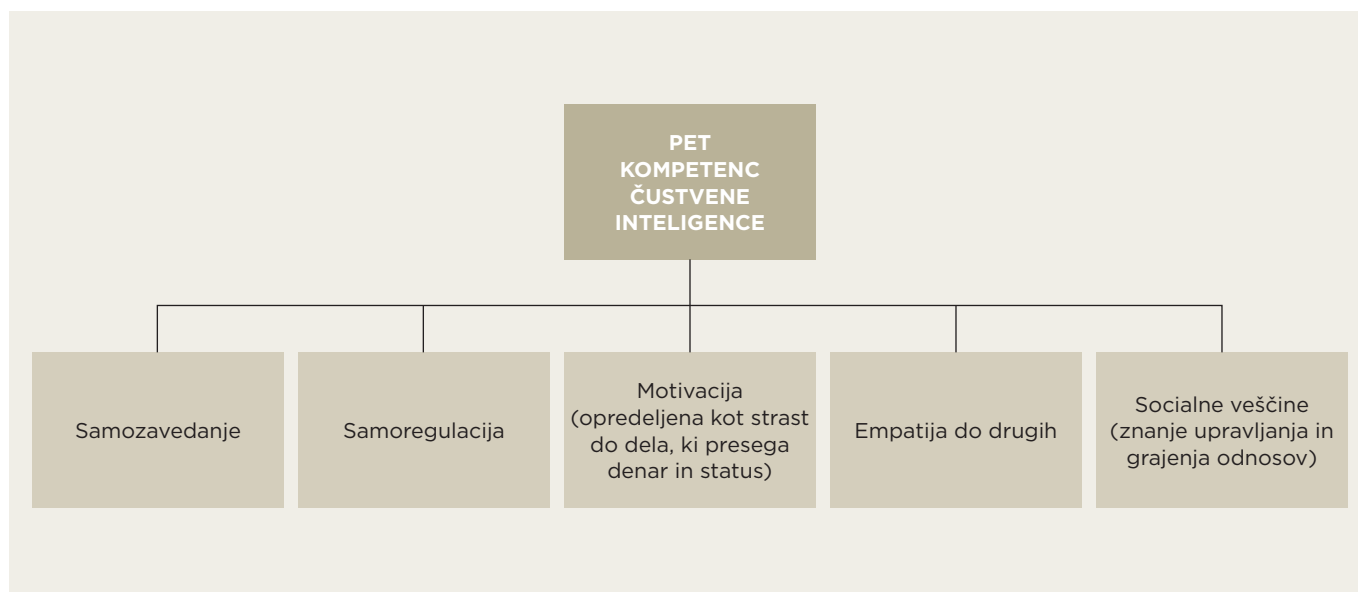 PET
KOMPETENC
ČUSTVENE
INTELIGENCE
Samozavedanje
Samoregulacija
Motivacija
(opredeljena kot strast
do dela, ki presega
denar in status)
Empatija do drugih
Socialne veščine
(znanje upravljanja in
grajenja odnosov)